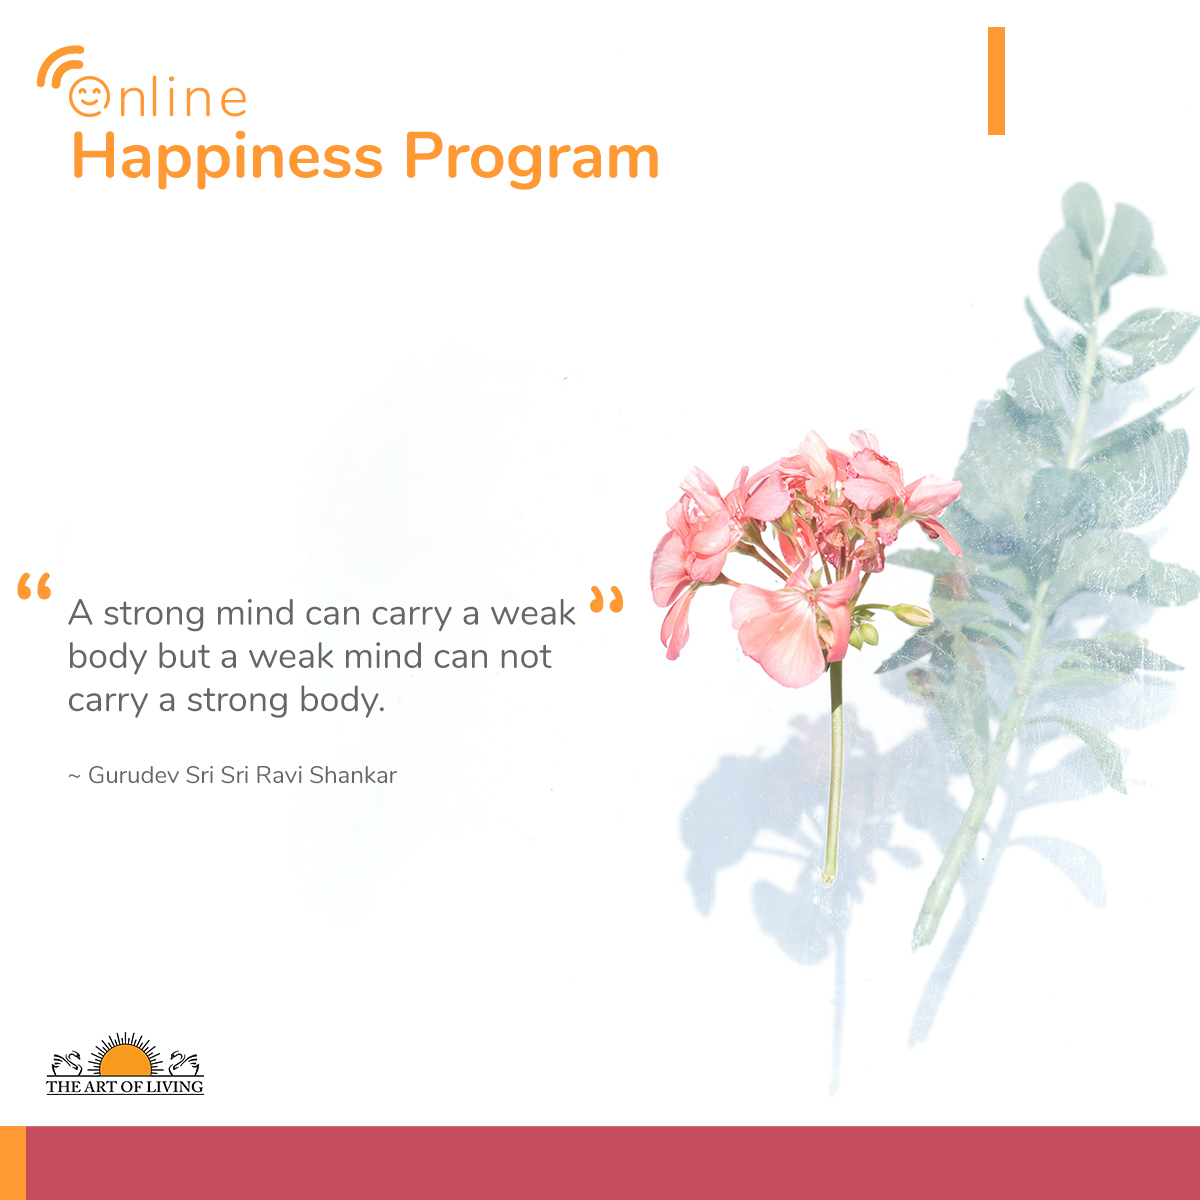 Online
Happiness Program
“A strong mind can carry a weak”
body but a weak mind can not
carry a strong body.
~ Gurudev Sri Sri Ravi Shankar
THE ART OF LIVING